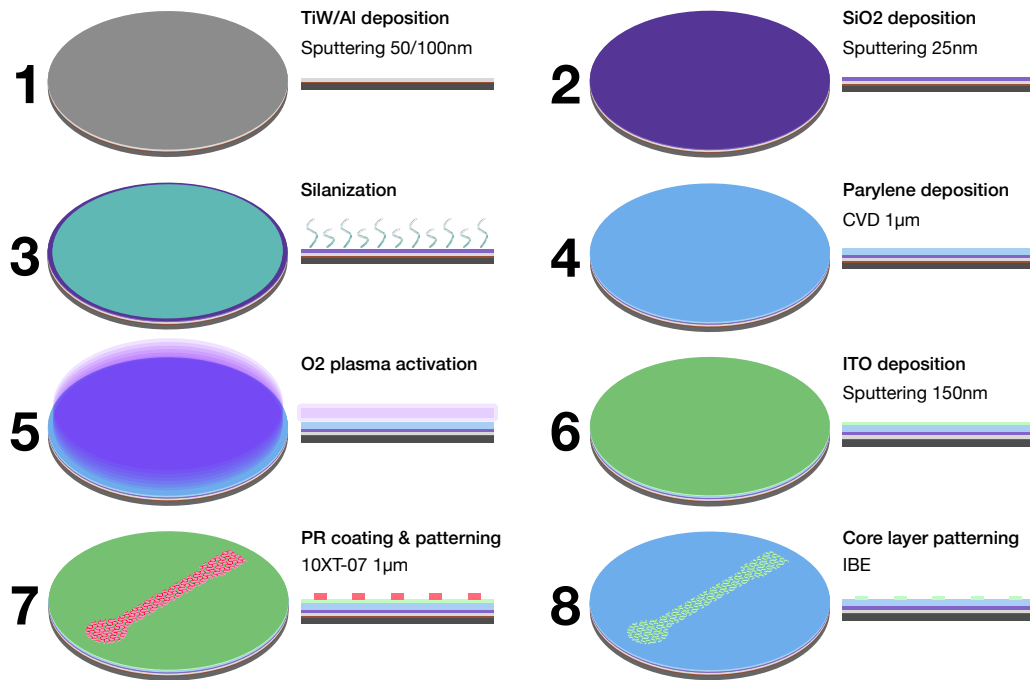 1
TiW/Al deposition
Sputtering 50/100nm
2
SiO2 deposition
Sputtering 25nm
3
Silanization
4
Parylene deposition
CVD 1µm
5
O2 plasma activation
6
ITO deposition
Sputtering 150nm
7
PR coating & patterning
10XT-07 1µm
8
Core layer patterning
IBE